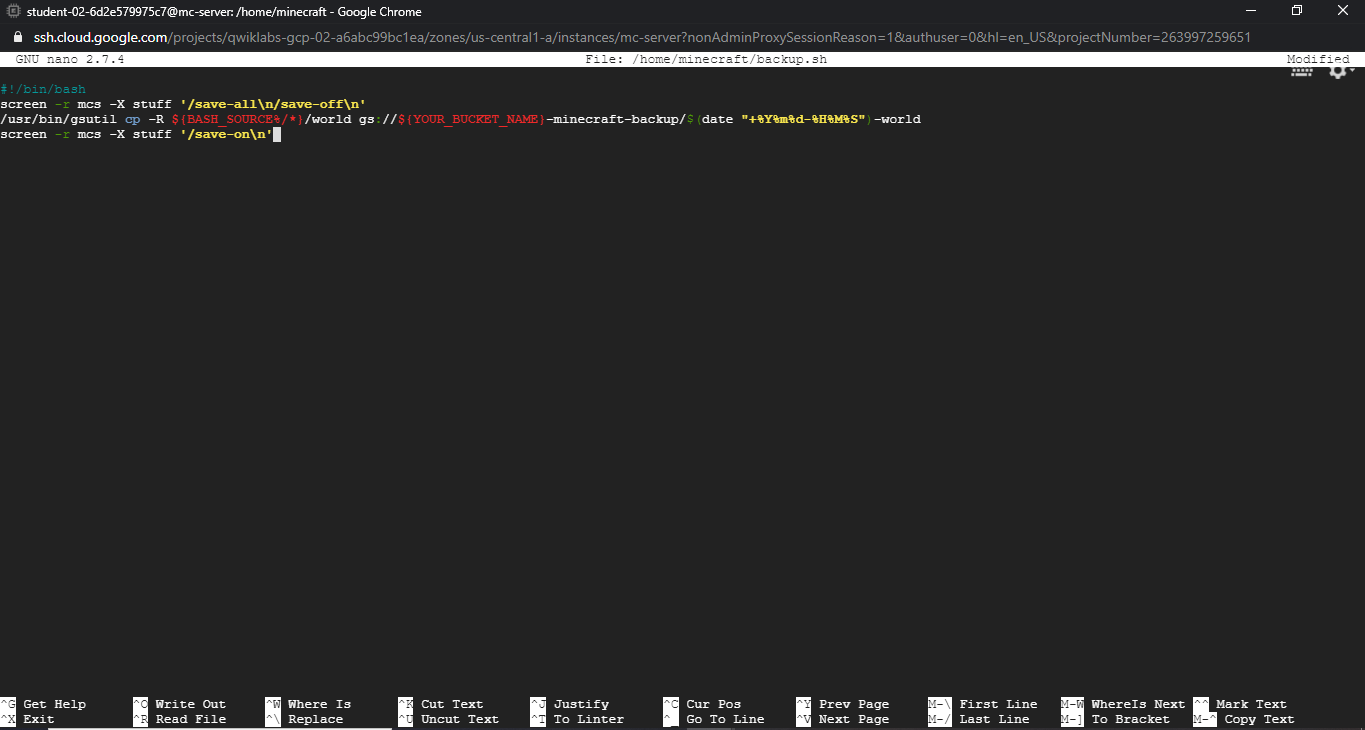 student-02-6d2e579975c7@mc-server: /home/minecraft - Google Chrome
ssh.cloud.google.com/projects/qwiklabs-gcp-02-a6abc99bc1ea/zones/us-central1-a/instances/mc-server?nonAdminProxySessionReason=1&authuser=0&hl=en_US&projectNumber=263997259651
GNU nano 2.7.4 File: /home/minecraft/backup.sh Modified
#!/bin/bash
screen -r mcs -X stuff '/save-all\n/save-off\n'
/usr/bin/gsutil cp -R ${BASH_SOURCE%/*}/world gs://${YOUR_BUCKET_NAME}-minecraft-backup/$(date "+%Y%m%d-%H%M%S")-world
screen -r mcs -X stuff '/save-on\n'
^G Get Help ^O Write Out ^W Where Is ^K Cut Text ^J Justify ^C Cur Pos ^Y Prev Page M-\ First Line M-W WhereIs Next ^^ Mark Text
^X Exit ^R Read File ^\ Replace ^U Uncut Text ^T To Linter ^_ Go To Line ^V Next Page M-/ Last Line M-] To Bracket M-^ Copy Text